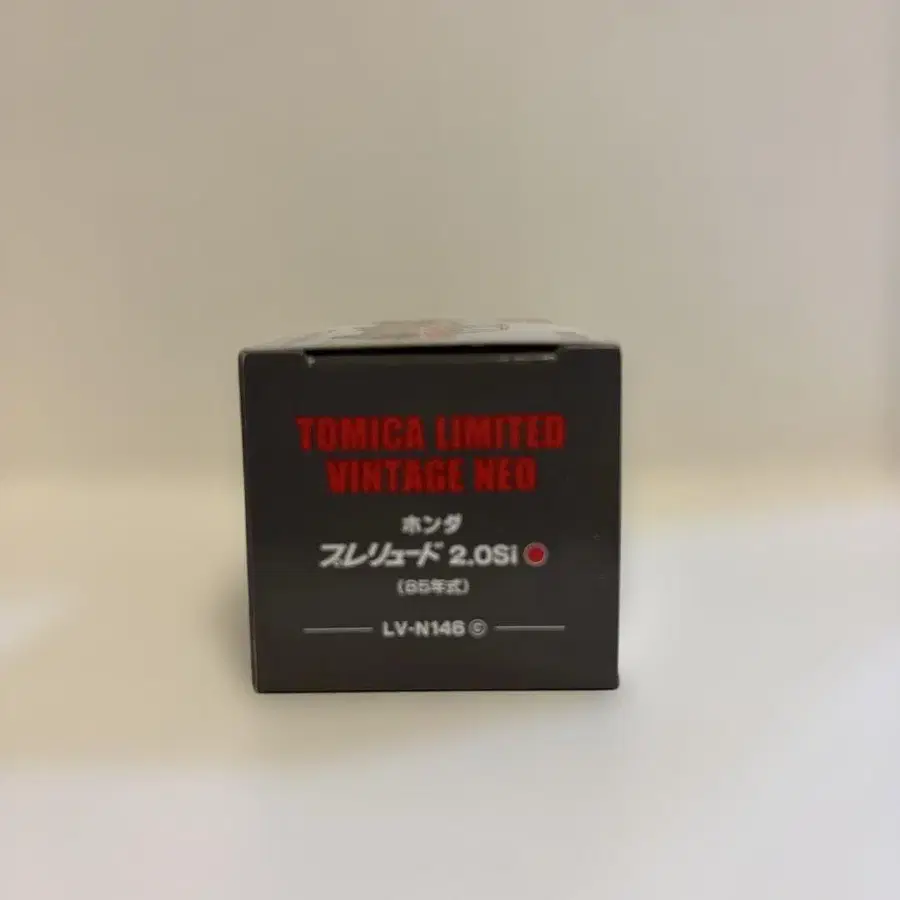 TOMICA LIMITED
VINTAGE NEO
ホンダ
プレリュード 2.0Si
(85年式)
LV-N146 ⓒ